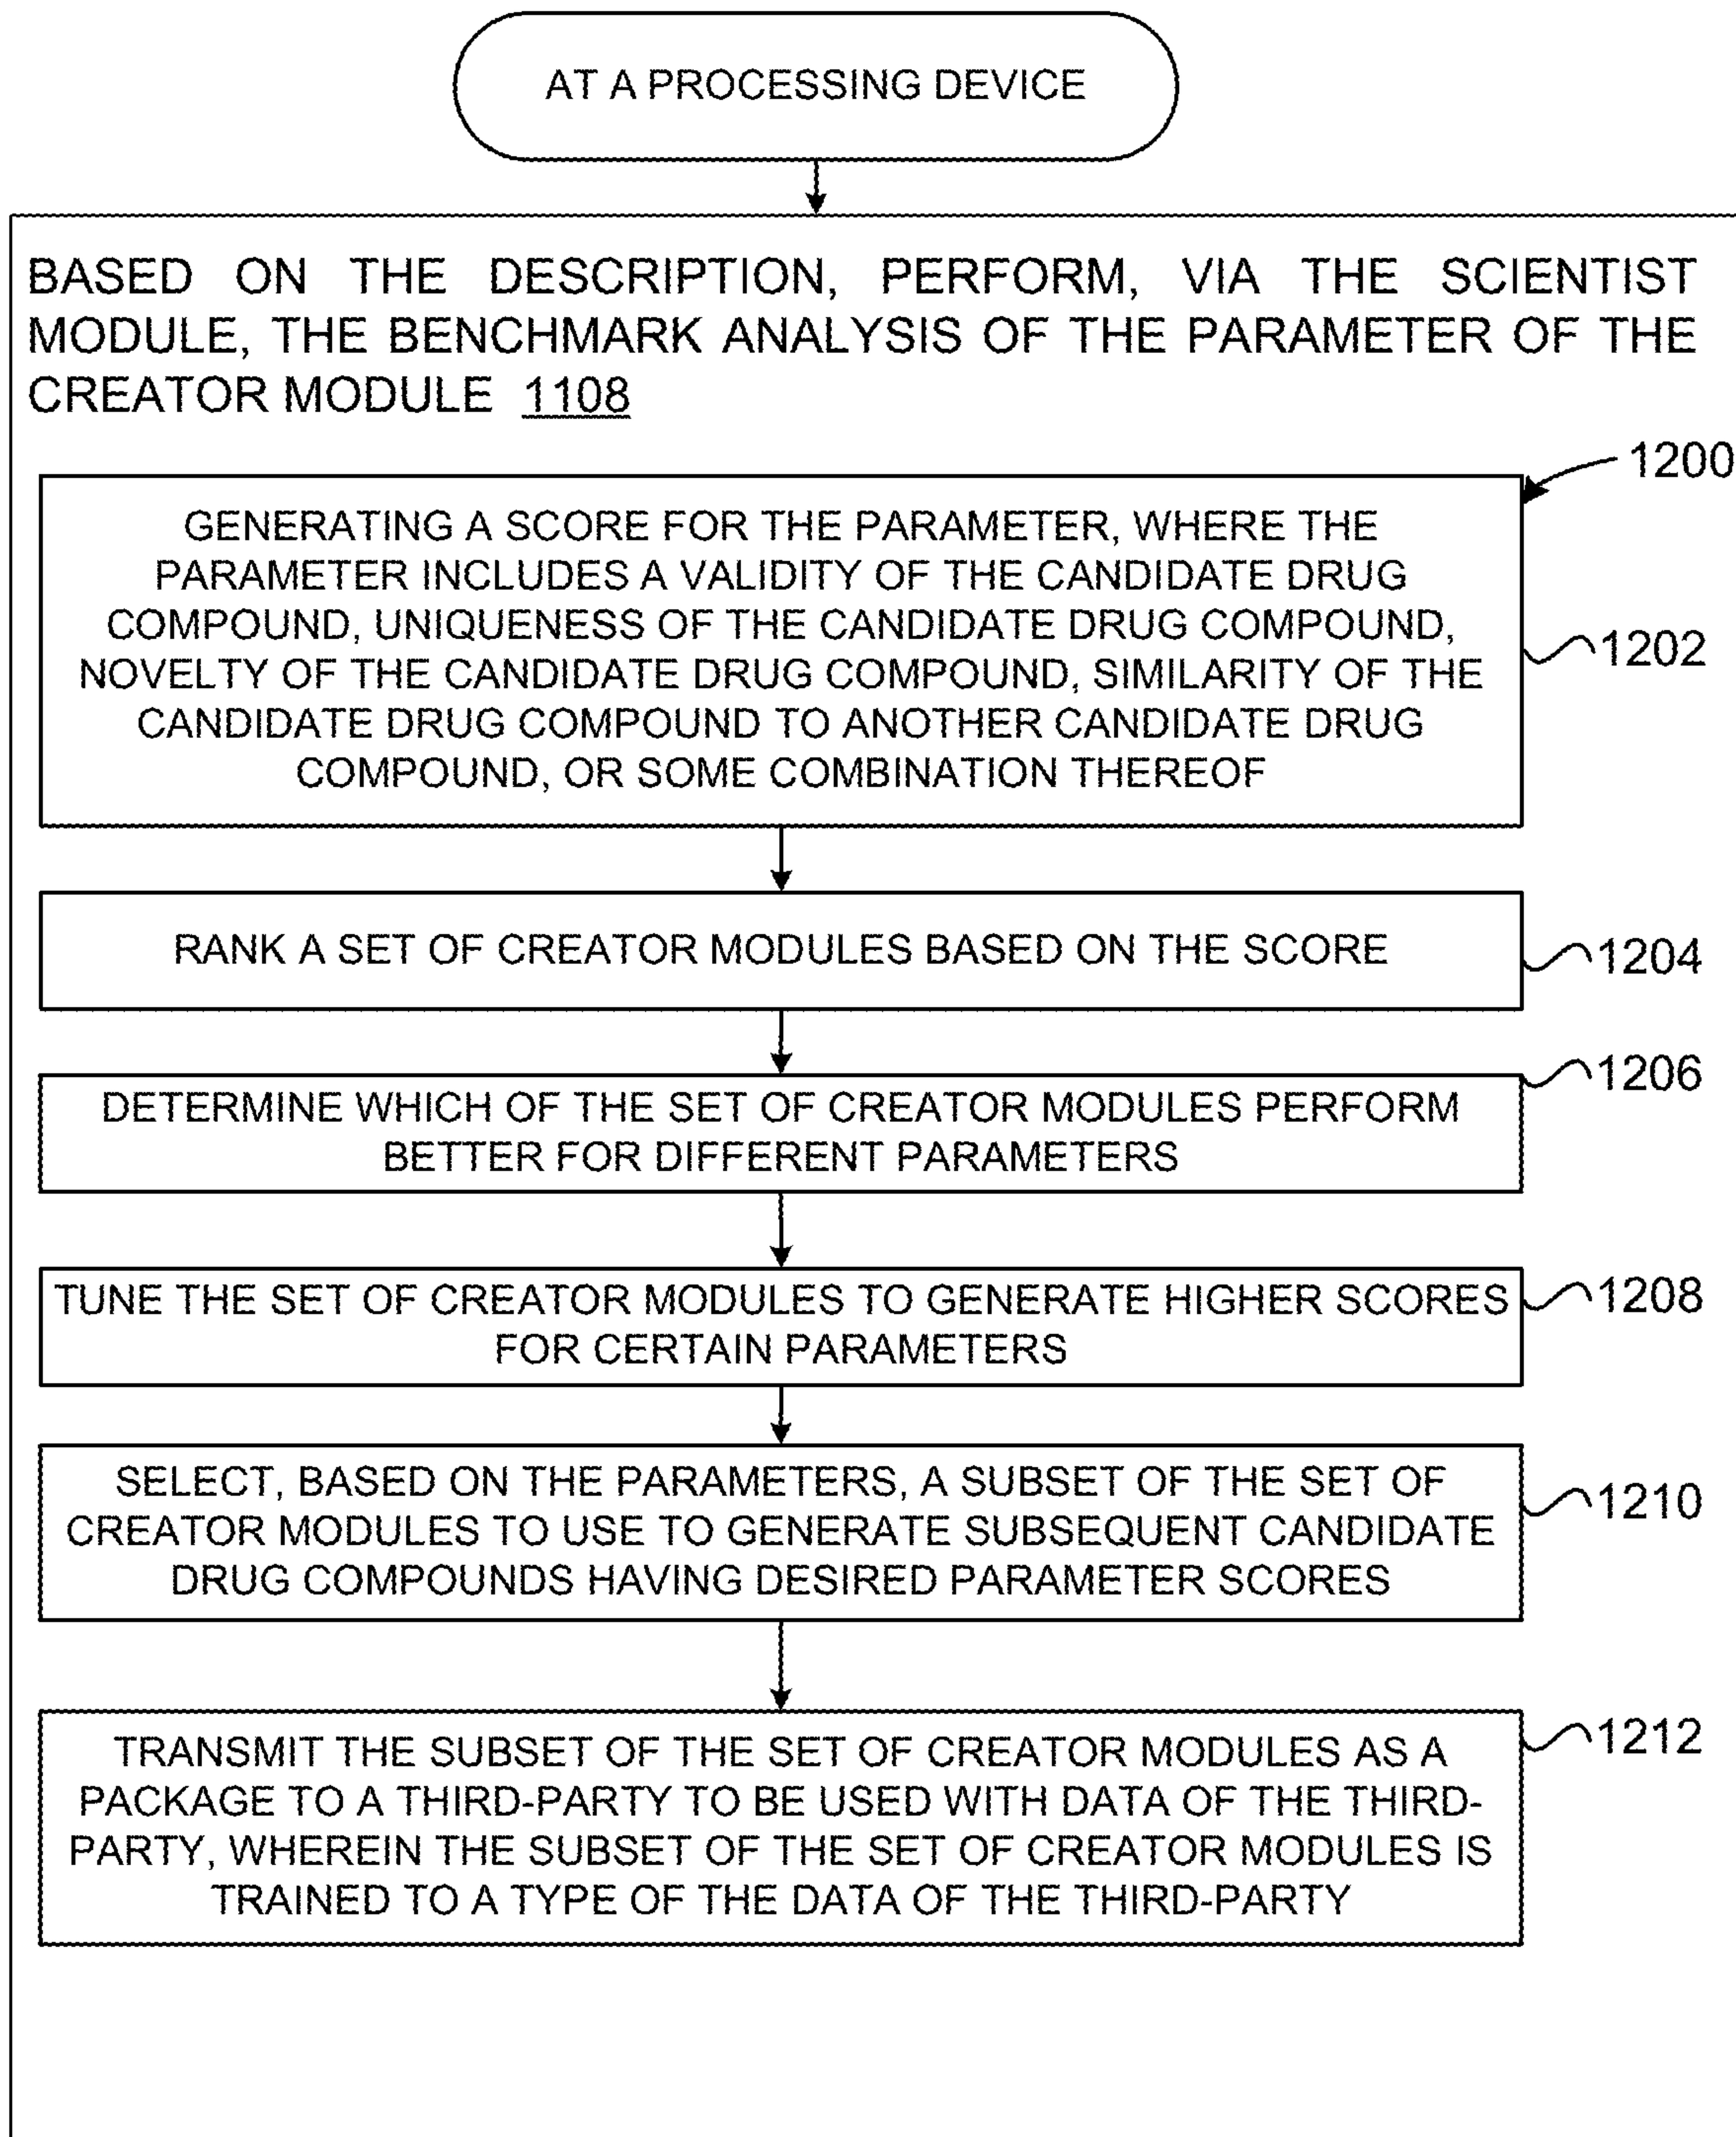 AT A PROCESSING DEVICE
BASED ON THE DESCRIPTION, PERFORM, VIA THE SCIENTIST
MODULE, THE BENCHMARK ANALYSIS OF THE PARAMETER OF THE
CREATOR MODULE 1108
1200
GENERATING A SCORE FOR THE PARAMETER, WHERE THE
PARAMETER INCLUDES A VALIDITY OF THE CANDIDATE DRUG
COMPOUND, UNIQUENESS OF THE CANDIDATE DRUG COMPOUND,
NOVELTY OF THE CANDIDATE DRUG COMPOUND, SIMILARITY OF THE
CANDIDATE DRUG COMPOUND TO ANOTHER CANDIDATE DRUG
COMPOUND, OR SOME COMBINATION THEREOF
1202
RANK A SET OF CREATOR MODULES BASED ON THE SCORE
1204
DETERMINE WHICH OF THE SET OF CREATOR MODULES PERFORM
BETTER FOR DIFFERENT PARAMETERS
1206
TUNE THE SET OF CREATOR MODULES TO GENERATE HIGHER SCORES
FOR CERTAIN PARAMETERS
1208
SELECT, BASED ON THE PARAMETERS, A SUBSET OF THE SET OF
CREATOR MODULES TO USE TO GENERATE SUBSEQUENT CANDIDATE
DRUG COMPOUNDS HAVING DESIRED PARAMETER SCORES
1210
TRANSMIT THE SUBSET OF THE SET OF CREATOR MODULES AS A
PACKAGE TO A THIRD-PARTY TO BE USED WITH DATA OF THE THIRD-
PARTY, WHEREIN THE SUBSET OF THE SET OF CREATOR MODULES IS
TRAINED TO A TYPE OF THE DATA OF THE THIRD-PARTY
1212